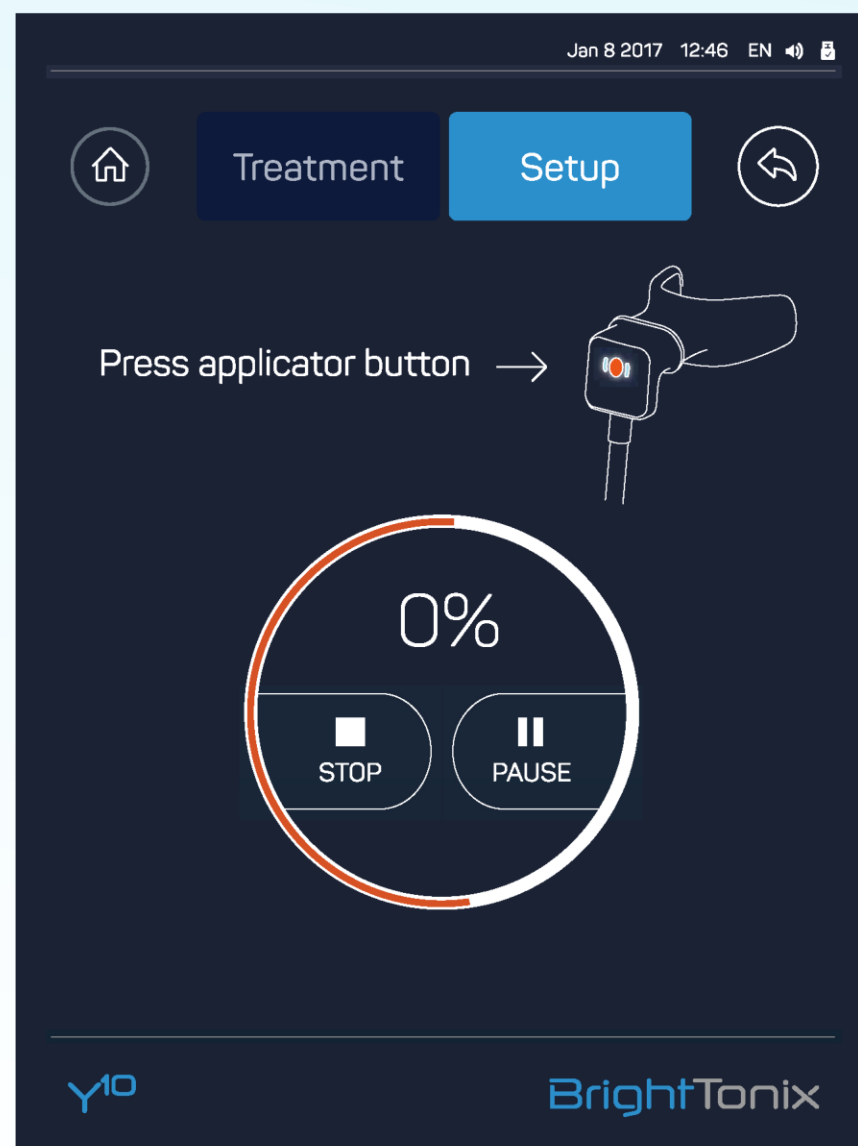 Jan 8 2017 12:46 EN
Treatment Setup
Press applicator button
0%
STOP PAUSE
Y10 BrightTonix